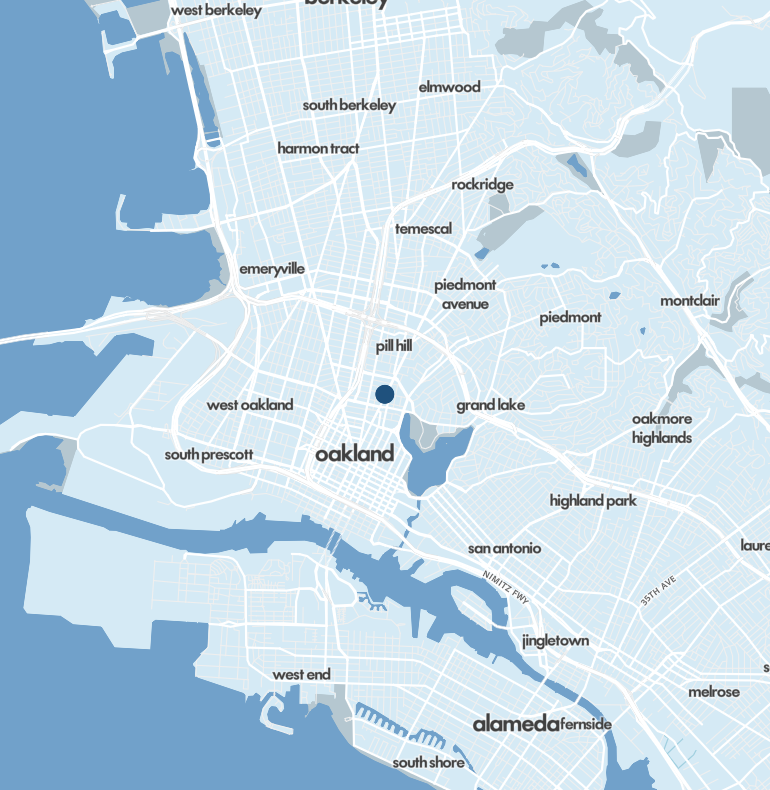 berkeley
west berkeley
elmwood
south berkeley
harmon tract
rockridge
temescal
emeryville
piedmont
avenue
montclair
piedmont
pill hill
west oakland
grand lake
oakmore
highlands
oakland
south prescott
highland park
san antonio
laure
NIMITZ FWY
35TH AVE
jingletown
west end
s
melrose
alameda
fernside
south shore